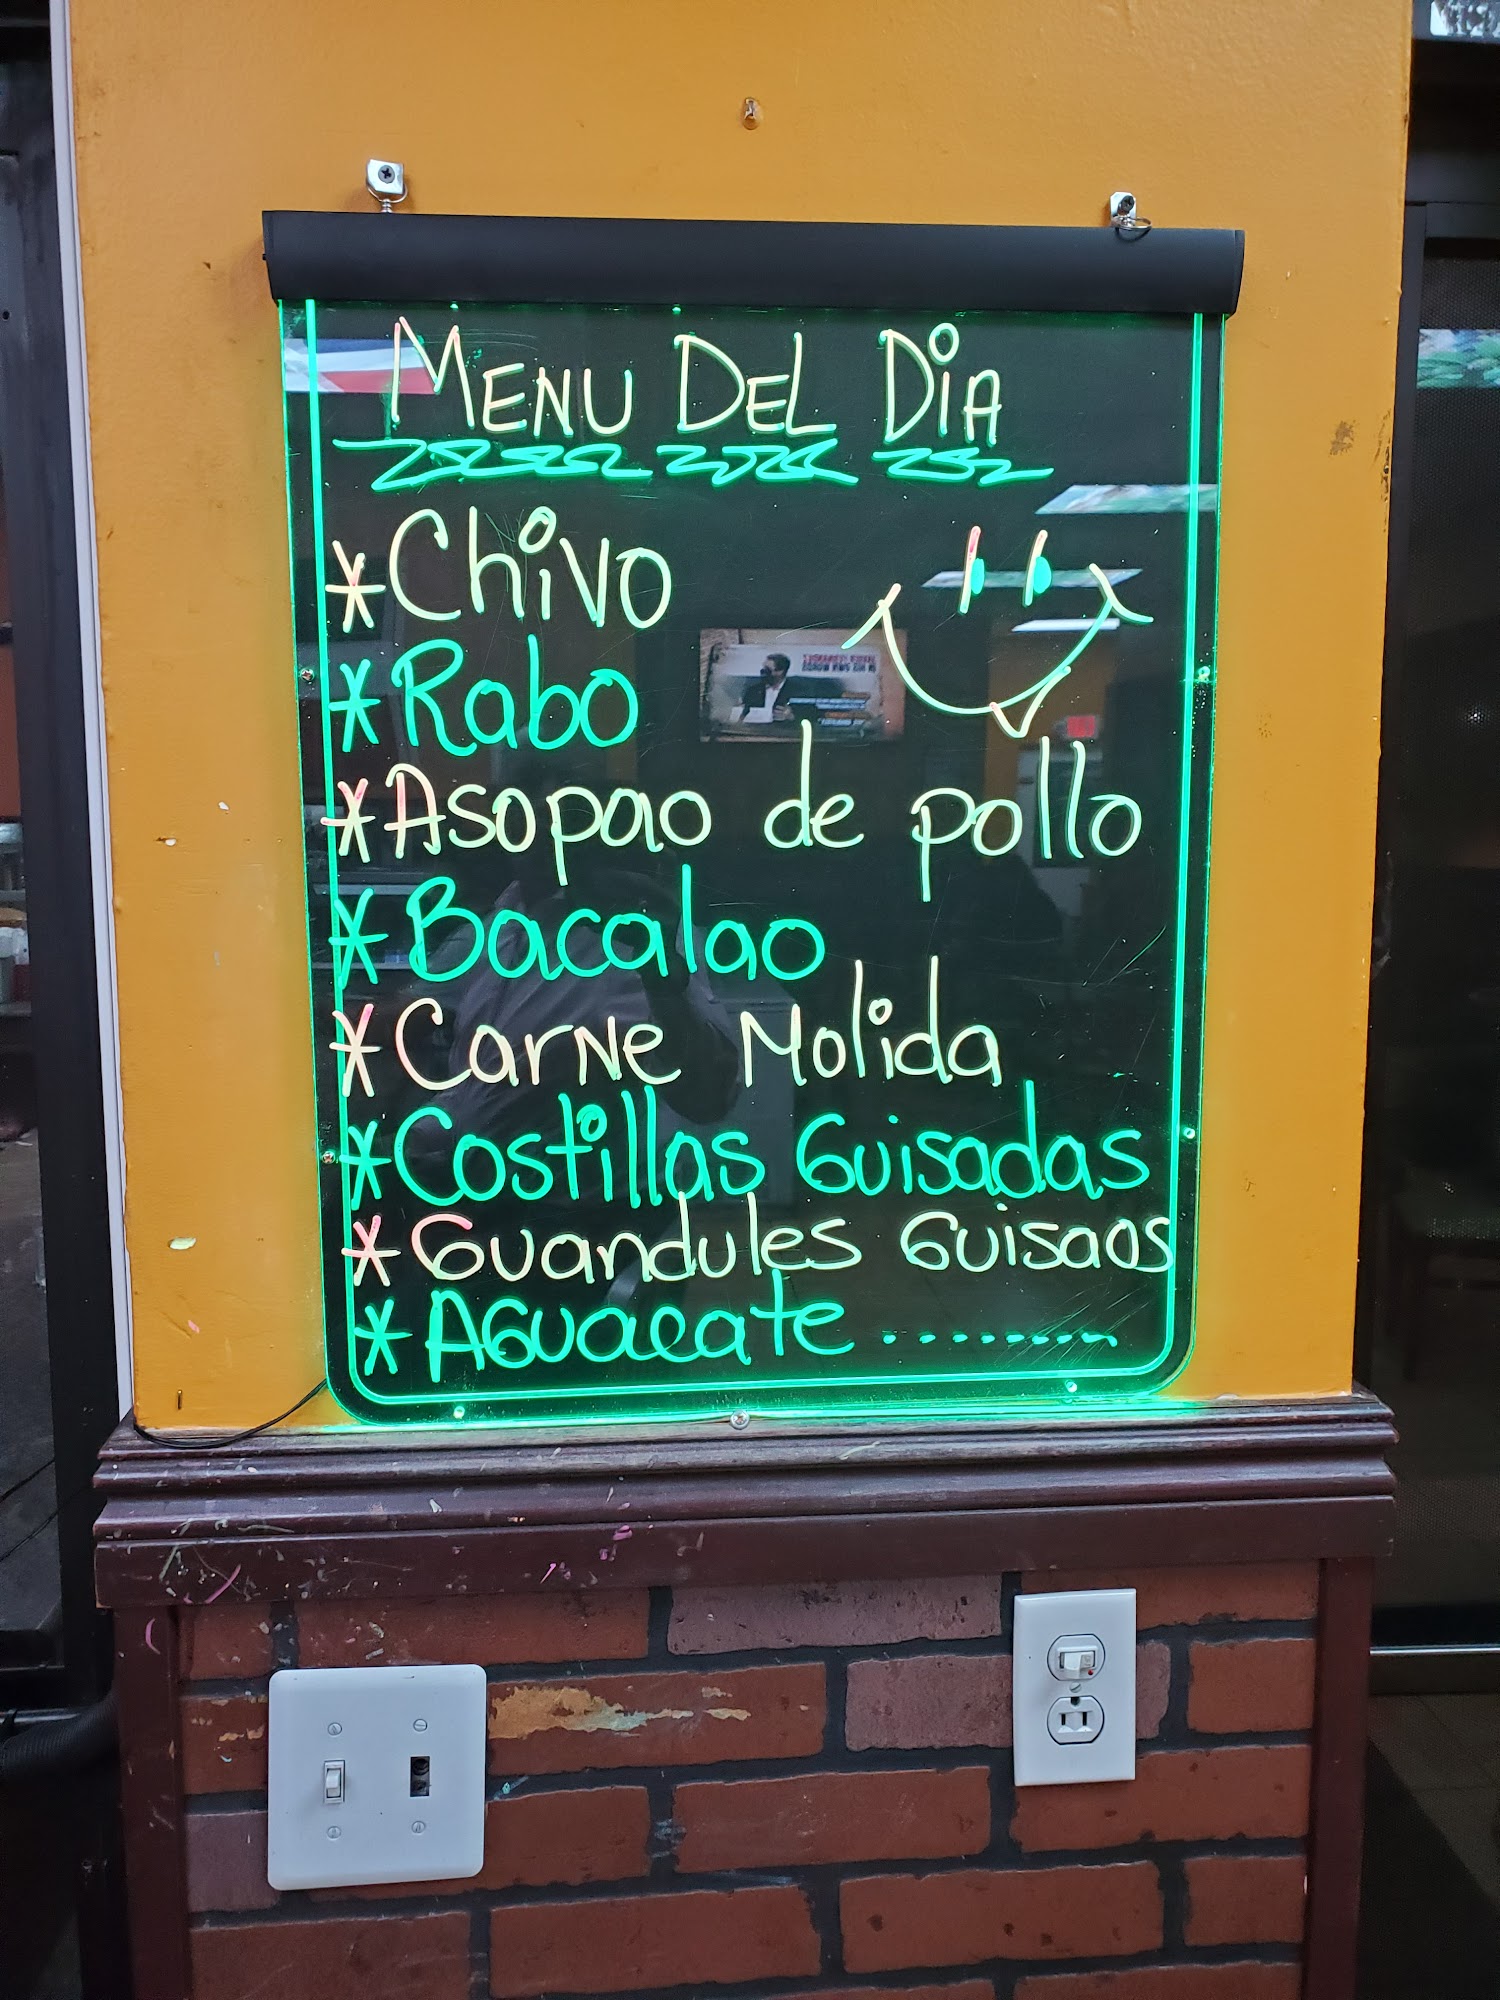 MENU DEL DiA
*Chivo
*Rabo
*Asopao de pollo
*Bacalao
*Carne Molida
*Costillas Guisadas
*Guandules Guisaos
*AGuacate ........